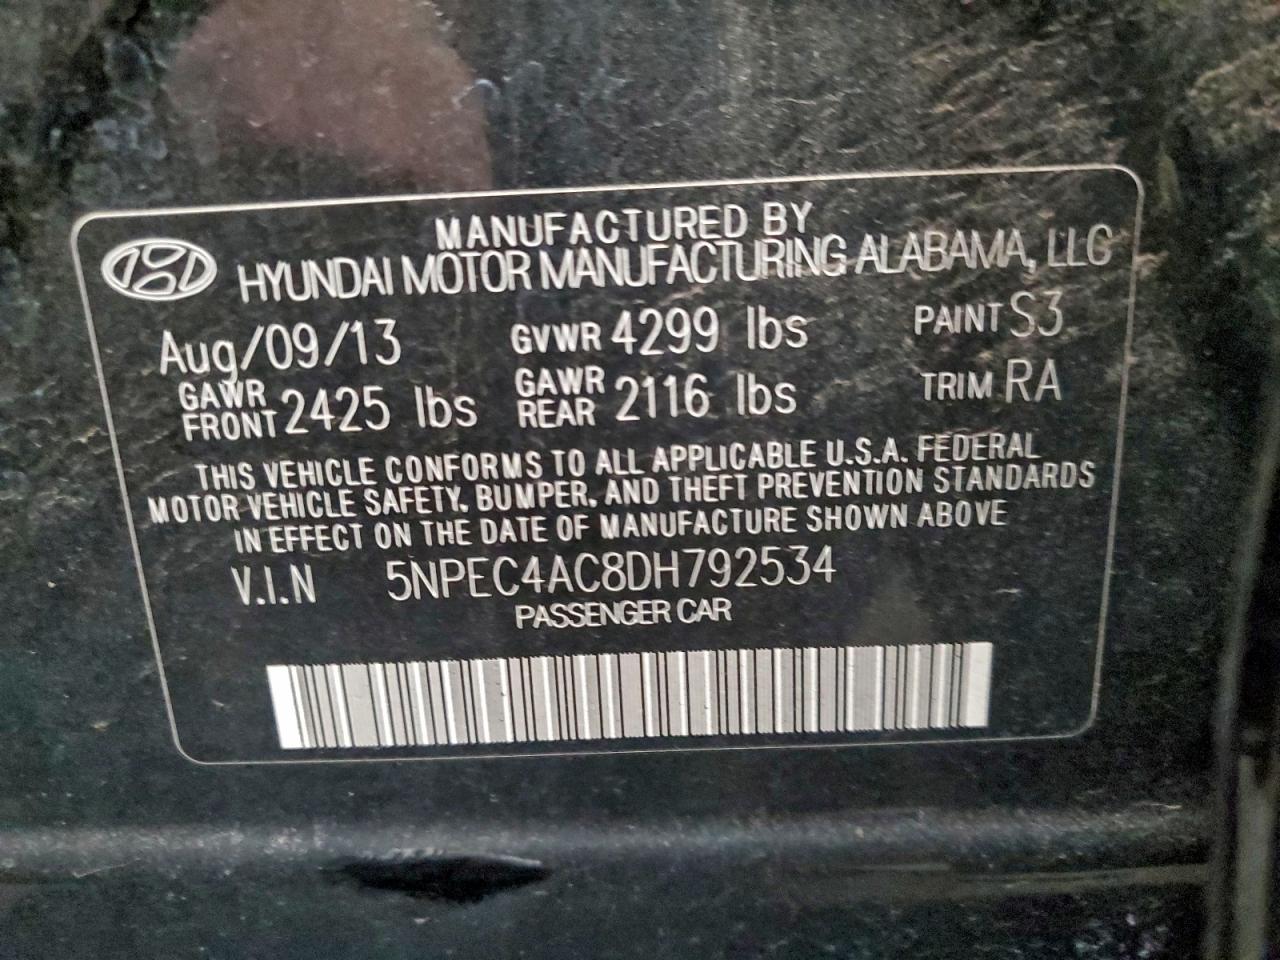 MANUFACTURED BY
HYUNDAI MOTOR MANUFACTURING ALABAMA, LLC
Aug/09/13 GVWR 4299 lbs PAINT S3
GAWR FRONT 2425 lbs GAWR REAR 2116 lbs TRIM RA
THIS VEHICLE CONFORMS TO ALL APPLICABLE U.S.A. FEDERAL
MOTOR VEHICLE SAFETY, BUMPER, AND THEFT PREVENTION STANDARDS
IN EFFECT ON THE DATE OF MANUFACTURE SHOWN ABOVE
V.I.N 5NPEC4AC8DH792534
PASSENGER CAR